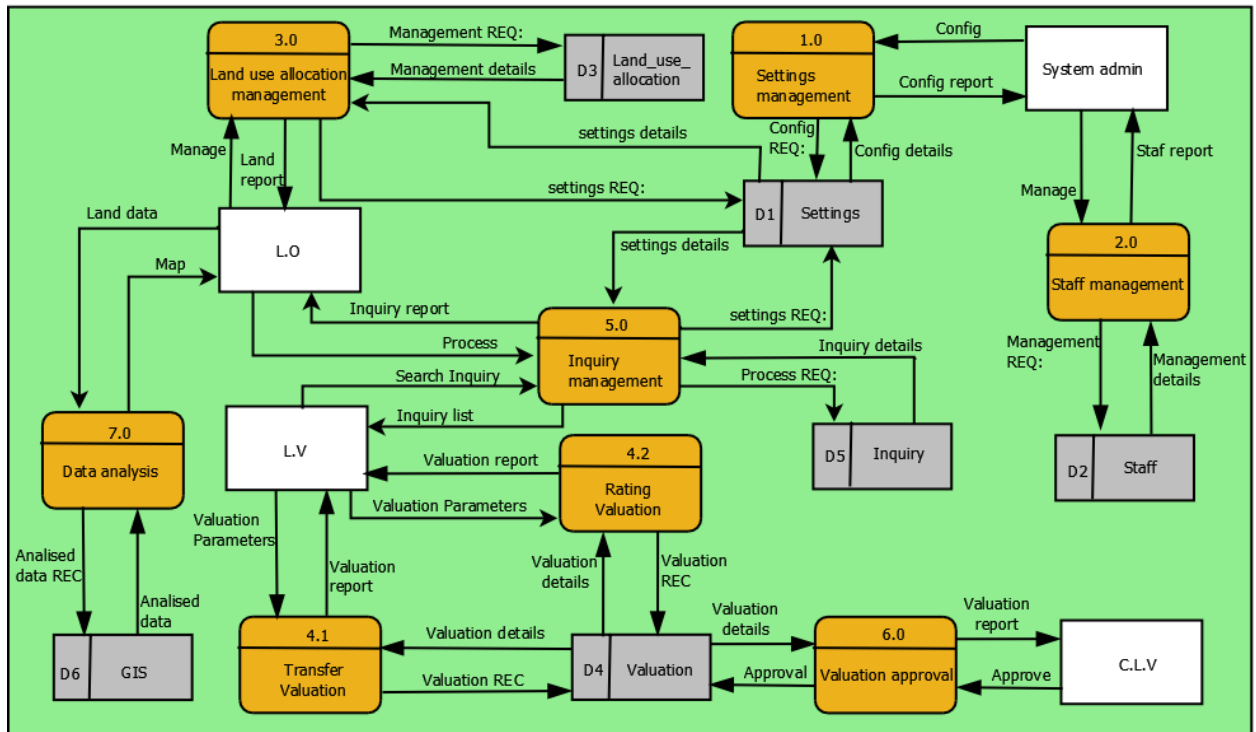 3.0
Land use allocation
management
Management REQ:
Management details
D3
Land_use_
allocation
1.0
Settings
management
Config
Config report
System admin
settings details
Config
REQ:
Config details
Staf report
Manage
Land
report
settings REQ:
D1
Settings
Manage
Land data
L.O
settings details
2.0
Staff management
Map
Inquiry report
5.0
Inquiry
management
settings REQ:
Process
Inquiry details
Management
REQ:
Management
details
Search Inquiry
Process REQ:
Inquiry list
7.0
Data analysis
L.V
4.2
Rating
Valuation
D5
Inquiry
D2
Staff
Valuation report
Valuation Parameters
Valuation
Parameters
Analised
data REC
Valuation
report
Valuation
details
Valuation
REC
Analised
data
Valuation
details
Valuation
report
D6
GIS
4.1
Transfer
Valuation
Valuation details
Valuation REC
D4
Valuation
Approval
6.0
Valuation approval
Approve
C.L.V